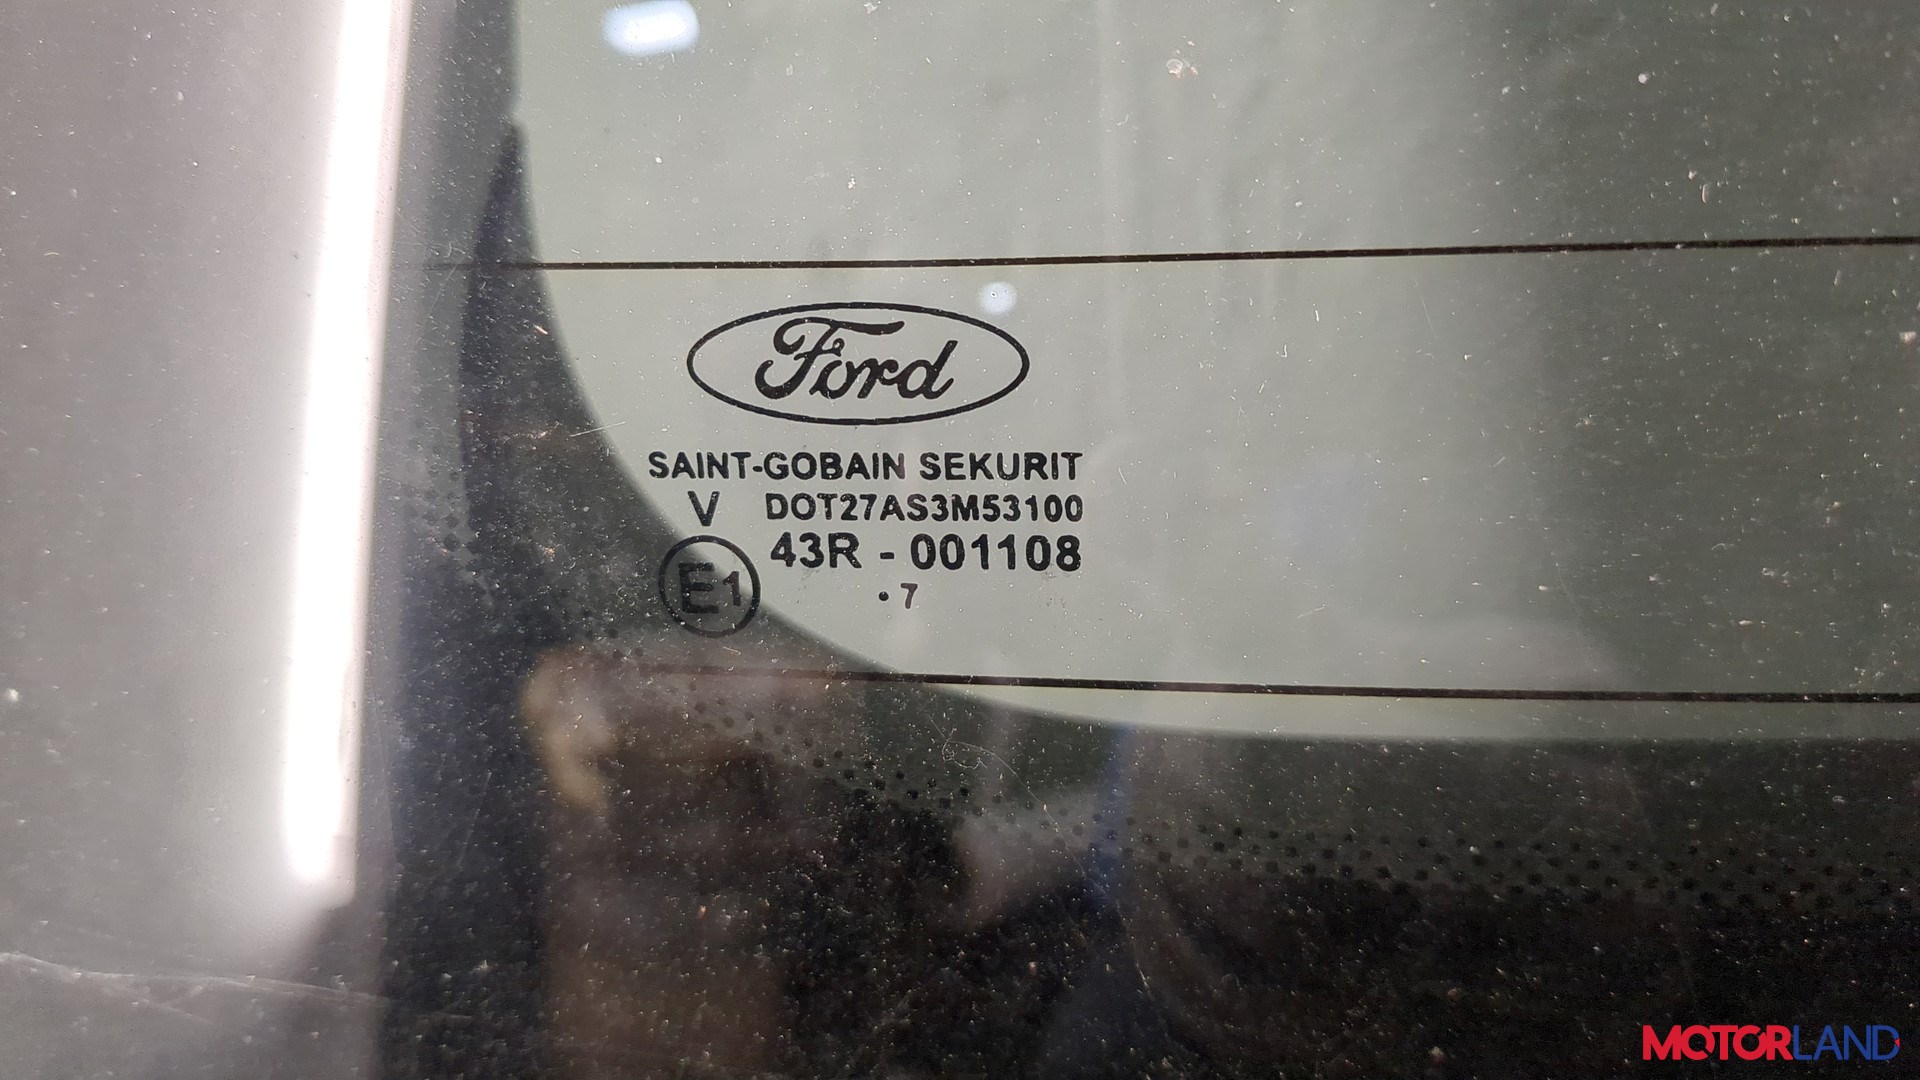 Ford
SAINT-GOBAIN SEKURIT
V DOT27AS3M53100
43R - 001108
E1
. 7
MOTORLAND